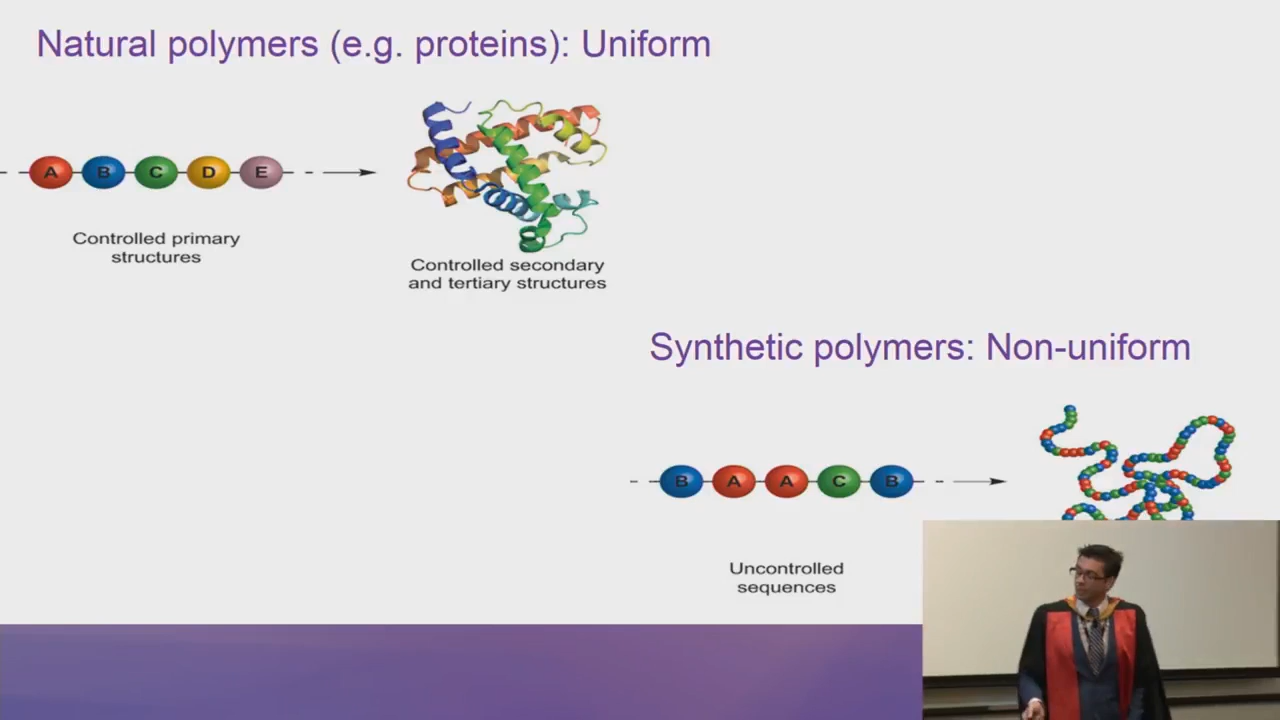 Natural polymers (e.g. proteins): Uniform
A B C D E
Controlled primary
structures
Controlled secondary
and tertiary structures
Synthetic polymers: Non-uniform
B A A C B
Uncontrolled
sequences